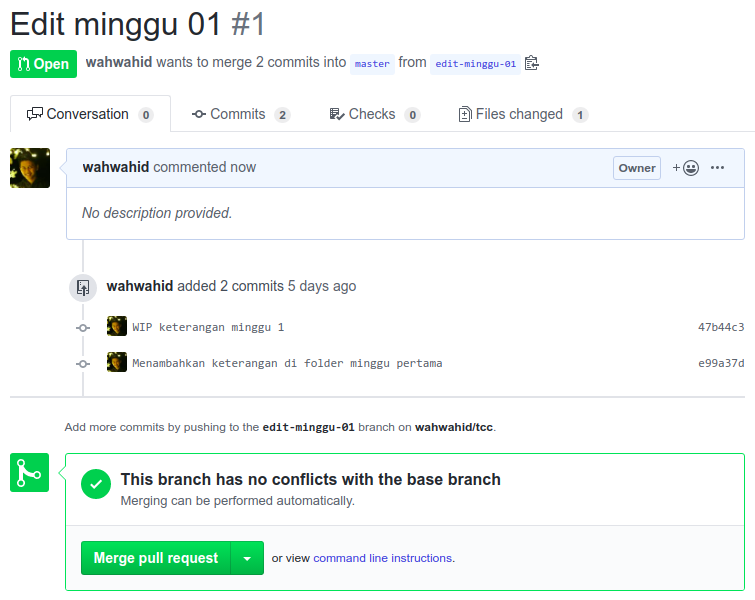 Edit minggu 01 #1
Open wahwahid wants to merge 2 commits into master from edit-minggu-01
Conversation 0 Commits 2 Checks 0 Files changed 1
wahwahid commented now Owner + ...
No description provided.
wahwahid added 2 commits 5 days ago
WIP keterangan minggu 1 47b44c3
Menambahkan keterangan di folder minggu pertama e99a37d
Add more commits by pushing to the edit-minggu-01 branch on wahwahid/tcc.
This branch has no conflicts with the base branch
Merging can be performed automatically.
Merge pull request or view command line instructions.